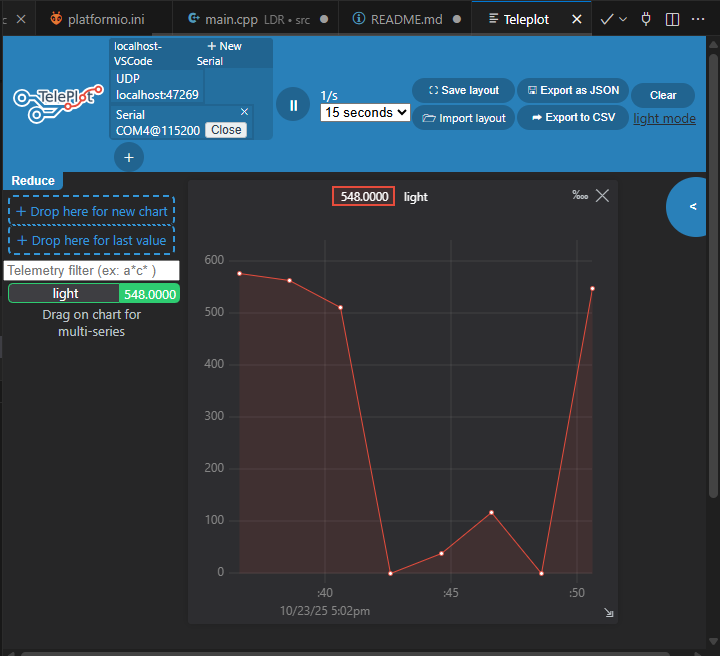 c
platformio.ini
main.cpp LDR • src
README.md
Teleplot
TelePlot
localhost-
VSCode
+ New
Serial
UDP
localhost:47269
Serial
COM4@115200 Close
+
1/s
15 seconds
Save layout
Import layout
Export as JSON
Export to CSV
Clear
light mode
Reduce
+ Drop here for new chart
+ Drop here for last value
Telemetry filter (ex: a*c* )
light 548.0000
Drag on chart for
multi-series
548.0000 light
‱
<
600
500
400
300
200
100
0
:40 :45 :50
10/23/25 5:02pm